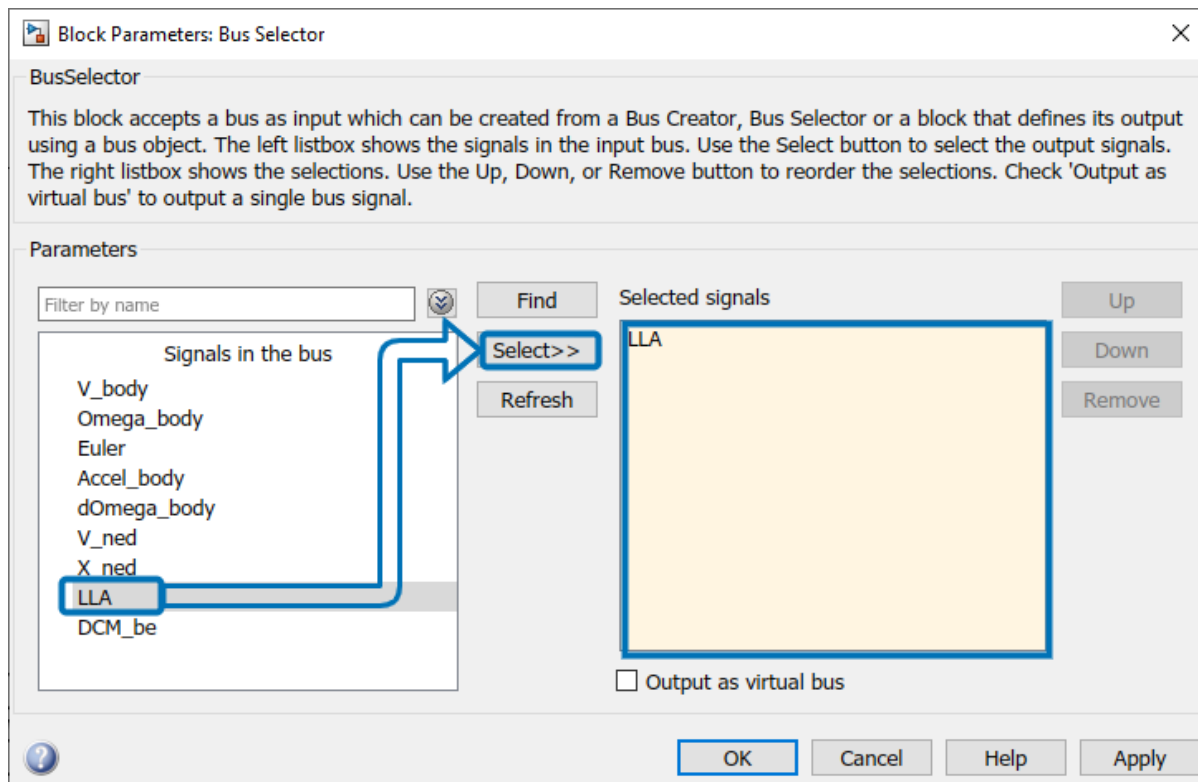 Block Parameters: Bus Selector
BusSelector
This block accepts a bus as input which can be created from a Bus Creator, Bus Selector or a block that defines its output
using a bus object. The left listbox shows the signals in the input bus. Use the Select button to select the output signals.
The right listbox shows the selections. Use the Up, Down, or Remove button to reorder the selections. Check 'Output as
virtual bus' to output a single bus signal.
Parameters
Filter by name
Signals in the bus
V_body
Omega_body
Euler
Accel_body
dOmega_body
V_ned
X_ned
LLA
DCM_be
Find
Select>>
Refresh
Selected signals
LLA
Output as virtual bus
Up
Down
Remove
?
OK
Cancel
Help
Apply